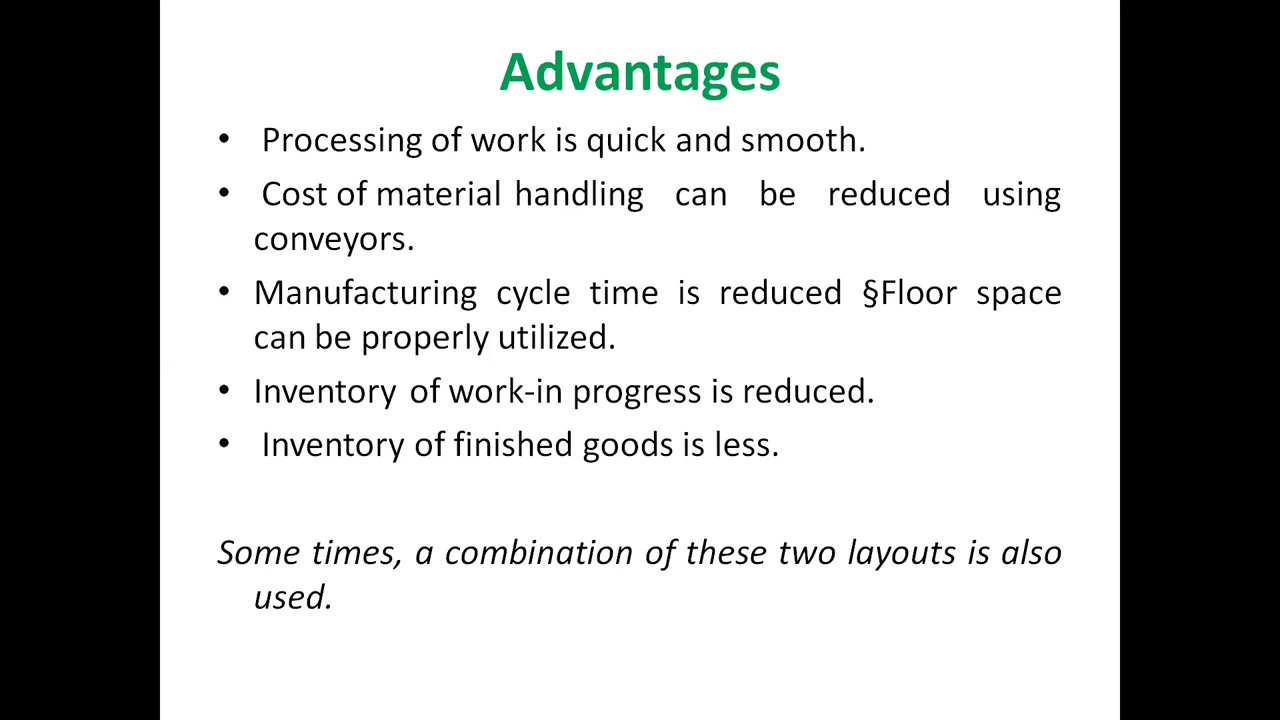 Advantages
• Processing of work is quick and smooth.
• Cost of material handling can be reduced using
conveyors.
• Manufacturing cycle time is reduced §Floor space
can be properly utilized.
• Inventory of work-in progress is reduced.
• Inventory of finished goods is less.
Some times, a combination of these two layouts is also
used.